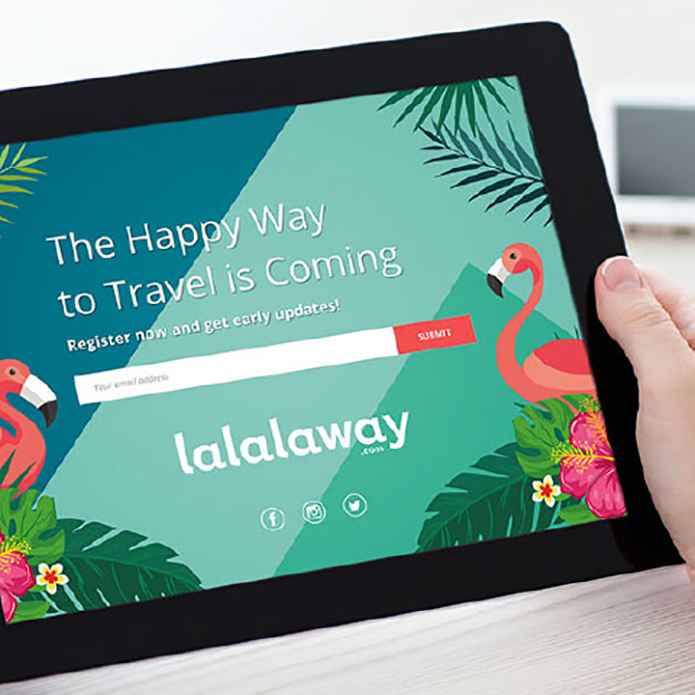 The Happy Way
to Travel is Coming
Register now and get early updates!
Your email address
SUBMIT
lalalaway
.com